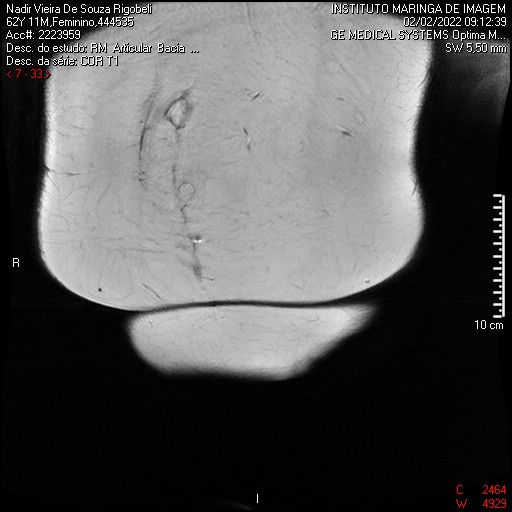 Nadir Vieira De Souza Rigobeli
62Y 11M,Feminino,444535
Acc#: 2223959
Desc. do estudo: RM Articular Bacia ...
Desc. da série: COR T1
< 7 - 33 >
INSTITUTO MARINGA DE IMAGEM
02/02/2022 09:12:39
GE MEDICAL SYSTEMS Optima M...
SW 5,50 mm
R
10 cm
I
C 2464
W 4929